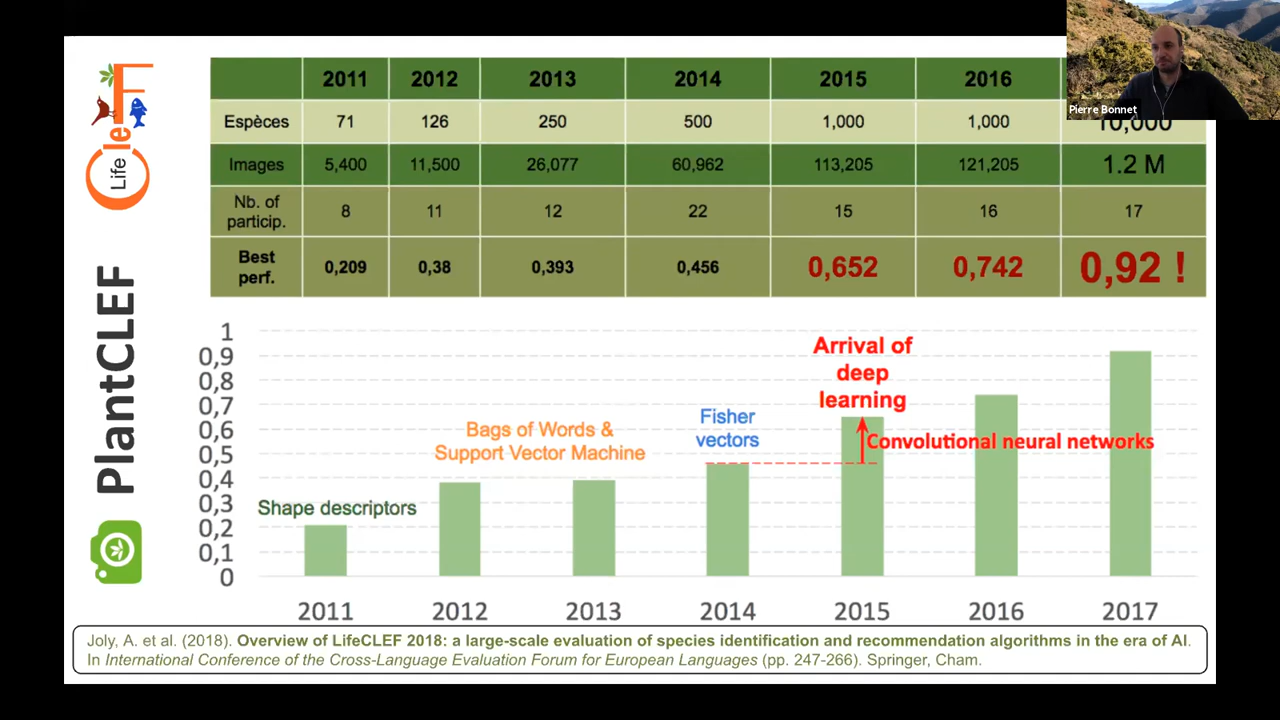 Pierre Bonnet
LifeCLEF
PlantCLEF
2011 2012 2013 2014 2015 2016
Espèces 71 126 250 500 1,000 1,000 10,000
Images 5,400 11,500 26,077 60,962 113,205 121,205 1.2 M
Nb. of
particip. 8 11 12 22 15 16 17
Best
perf. 0,209 0,38 0,393 0,456 0,652 0,742 0,92 !
1
0,9
0,8
0,7
0,6
0,5
0,4
0,3
0,2
0,1
0
Shape descriptors
Bags of Words &
Support Vector Machine
Fisher
vectors
Arrival of
deep
learning
Convolutional neural networks
2011 2012 2013 2014 2015 2016 2017
Joly, A. et al. (2018). Overview of LifeCLEF 2018: a large-scale evaluation of species identification and recommendation algorithms in the era of AI.
In International Conference of the Cross-Language Evaluation Forum for European Languages (pp. 247-266). Springer, Cham.